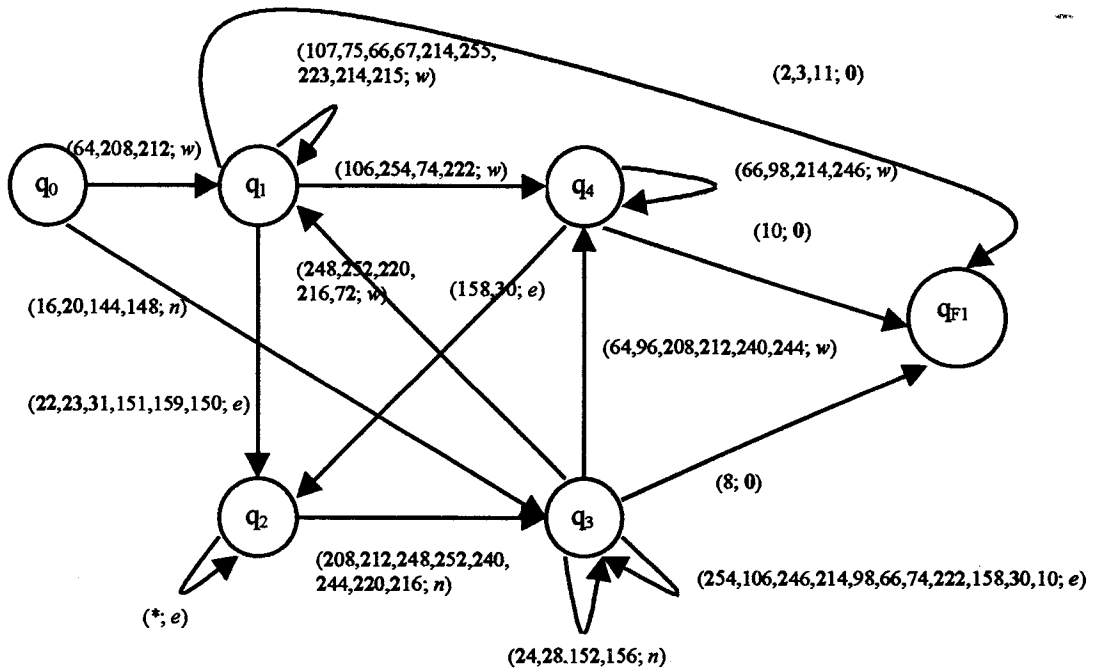 (107,75,66,67,214,255,
223,214,215; w)
(2,3,11; 0)
(64,208,212; w)
(106,254,74,222; w)
(66,98,214,246; w)
q0
q1
q4
(10; 0)
(248,252,220,
216,72; w)
(158,30; e)
(16,20,144,148; n)
qF1
(64,96,208,212,240,244; w)
(22,23,31,151,159,150; e)
(8; 0)
q2
q3
(208,212,248,252,240,
244,220,216; n)
(254,106,246,214,98,66,74,222,158,30,10; e)
(*; e)
(24,28,152,156; n)